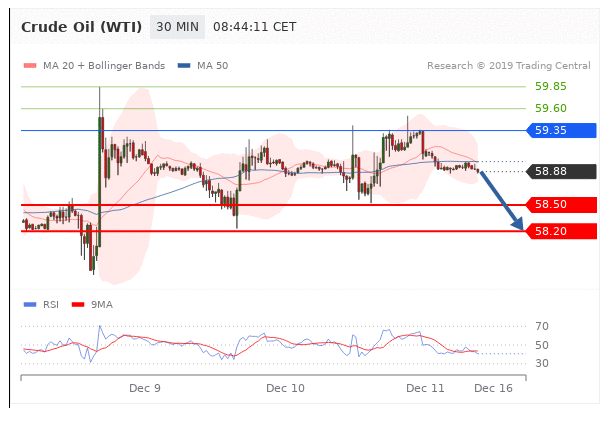 Crude Oil (WTI) 30 MIN 08:44:11 CET
MA 20 + Bollinger Bands MA 50 Research © 2019 Trading Central
59.85
59.60
59.35
58.88
58.50
58.20
RSI 9MA
70
50
30
Dec 9 Dec 10 Dec 11 Dec 16